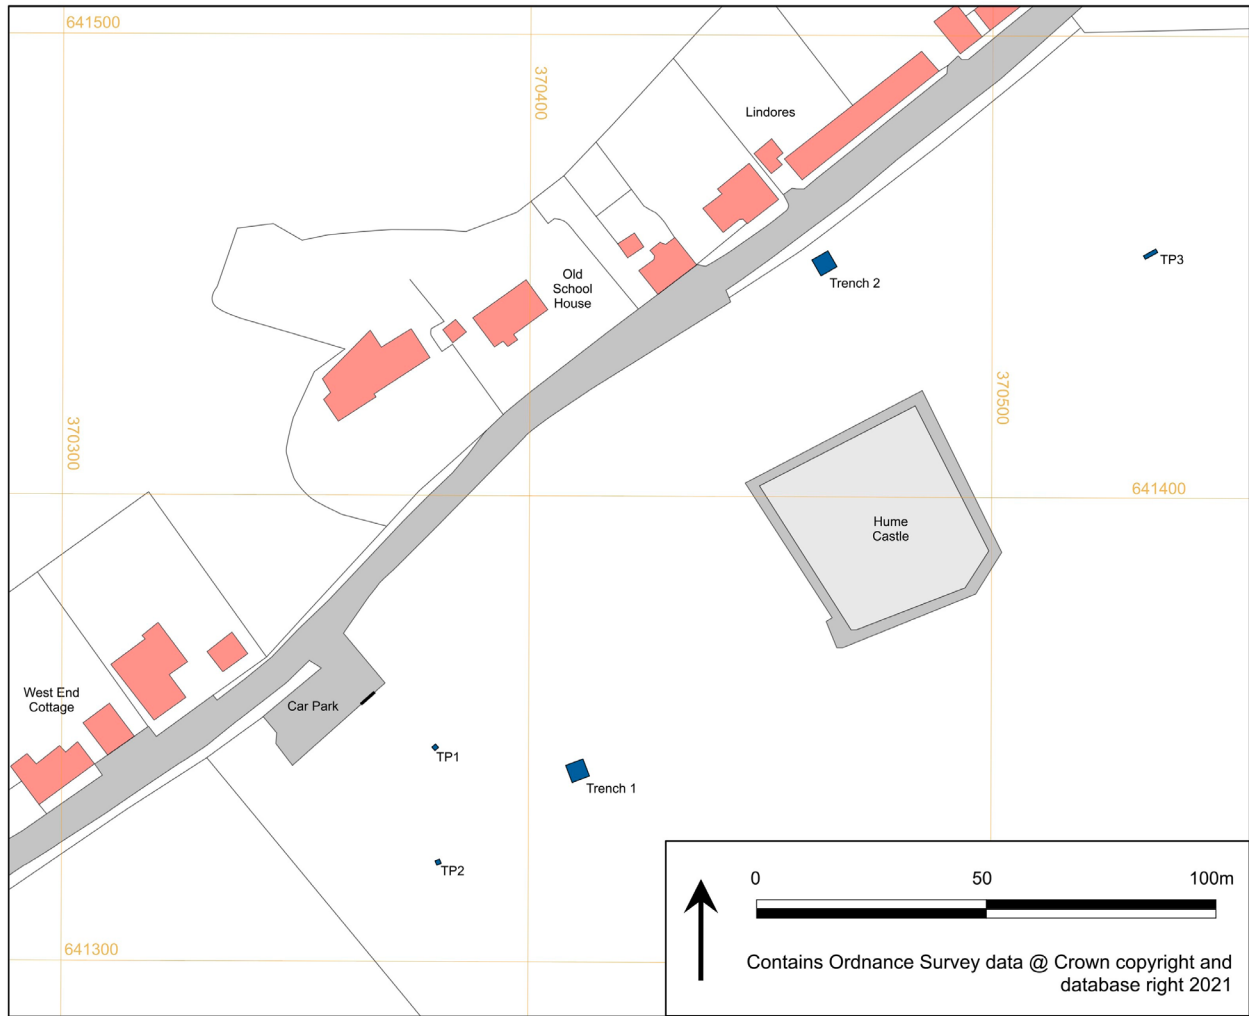 641500
370400
Lindores
TP3
Old
School
House
Trench 2
370300
370500
641400
Hume
Castle
West End
Cottage
Car Park
TP1
Trench 1
TP2
641300
0 50 100m
Contains Ordnance Survey data @ Crown copyright and
database right 2021